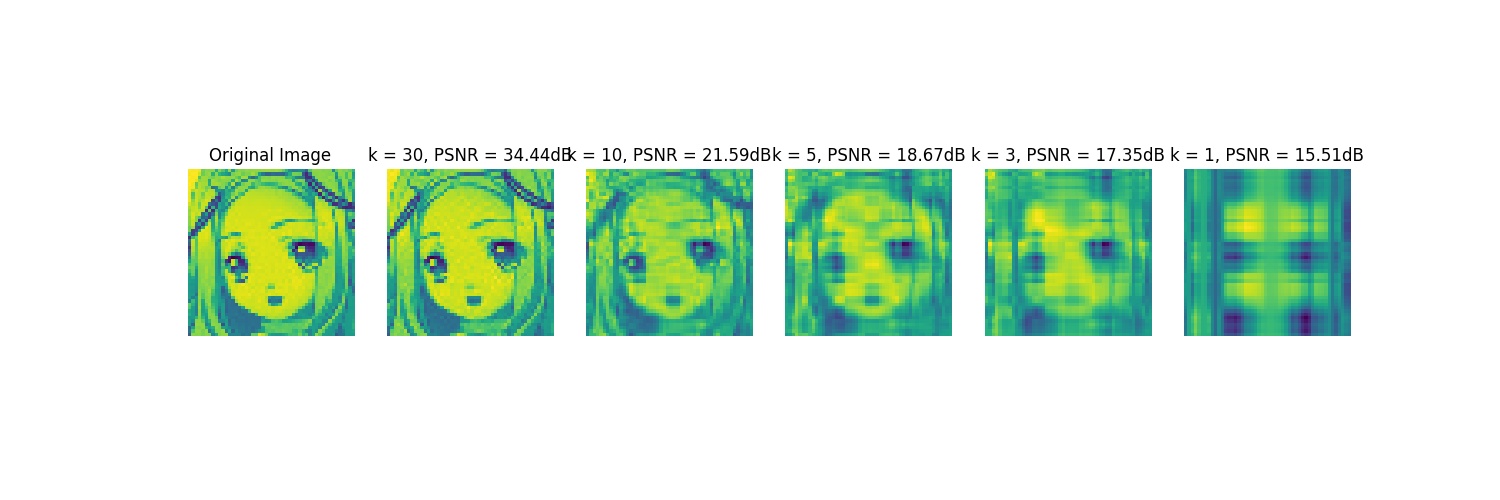 Original Image
k = 30, PSNR = 34.44dB
k = 10, PSNR = 21.59dB
k = 5, PSNR = 18.67dB
k = 3, PSNR = 17.35dB
k = 1, PSNR = 15.51dB